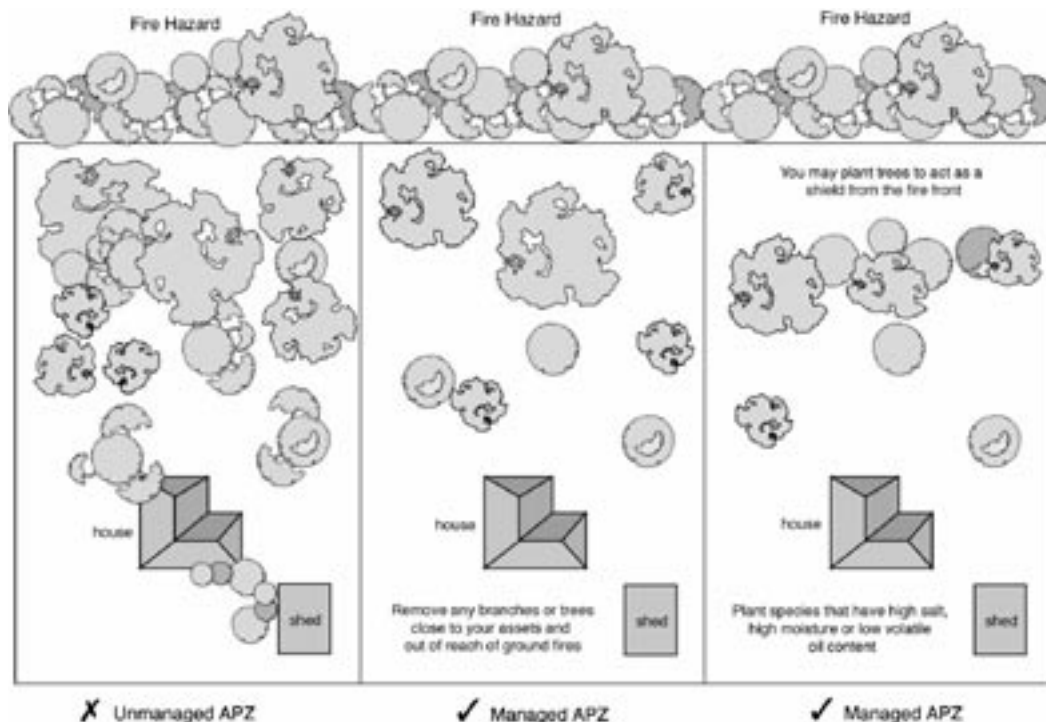 Fire Hazard
Fire Hazard
Fire Hazard
You may plant trees to act as a
shield from the fire front
house
house
house
shed
Remove any branches or trees
close to your assets and
out of reach of ground fires
shed
Plant species that have high salt,
high moisture or low volatile
oil content
shed
✗ Unmanaged APZ
✓ Managed APZ
✓ Managed APZ